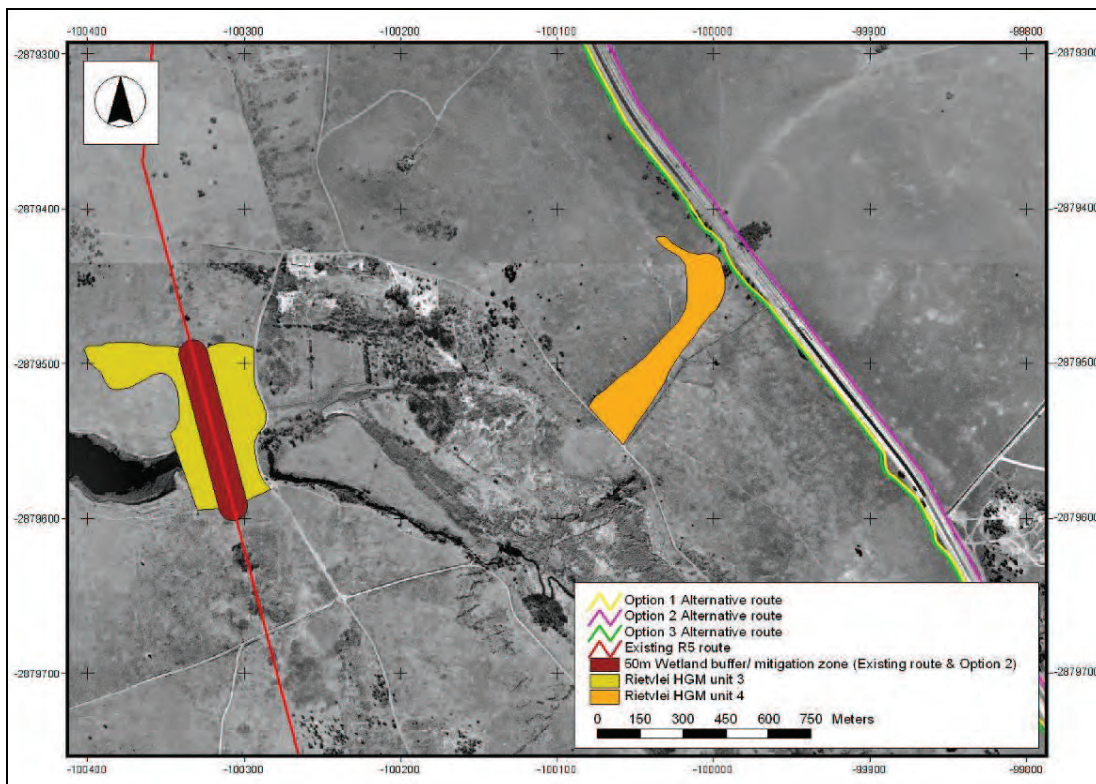 -100400 -100300 -100200 -100100 -100000 -99900 -99800
-2879300 -2879300
-2879400 -2879400
-2879500 -2879500
-2879600 -2879600
-2879700 -2879700
Option 1 Alternative route
Option 2 Alternative route
Option 3 Alternative route
Existing R5 route
50m Wetland buffer/ mitigation zone (Existing route & Option 2)
Rietvlei HGM unit 3
Rietvlei HGM unit 4
0 150 300 450 600 750 Meters
-100400 -100300 -100200 -100100 -100000 -99900 -99800